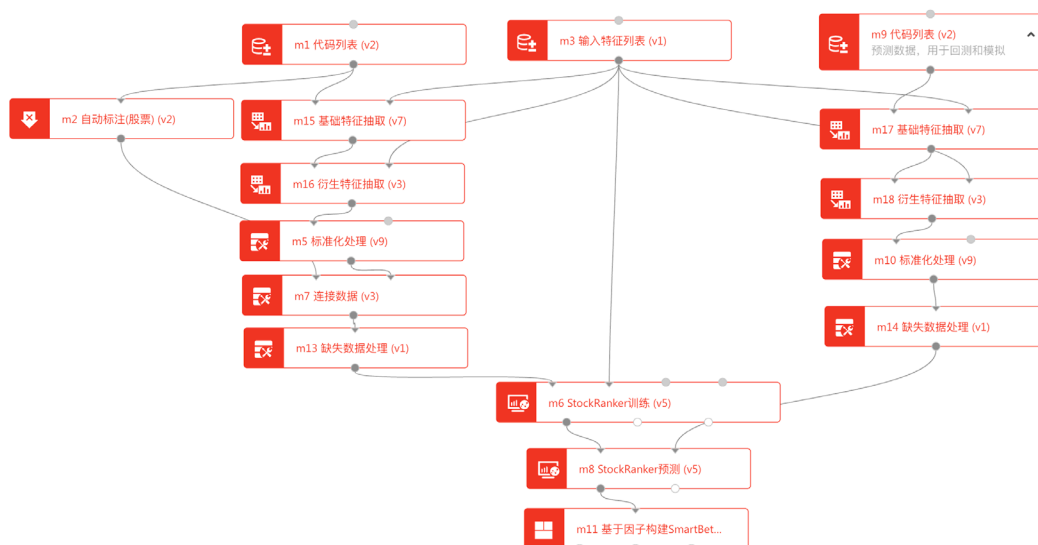 m1 代码列表 (v2)
m3 输入特征列表 (v1)
m9 代码列表 (v2)
预测数据，用于回测和模拟
m2 自动标注(股票) (v2)
m15 基础特征抽取 (v7)
m17 基础特征抽取 (v7)
m16 衍生特征抽取 (v3)
m18 衍生特征抽取 (v3)
m5 标准化处理 (v9)
m10 标准化处理 (v9)
m7 连接数据 (v3)
m14 缺失数据处理 (v1)
m13 缺失数据处理 (v1)
m6 StockRanker训练 (v5)
m8 StockRanker预测 (v5)
m11 基于因子构建SmartBet...